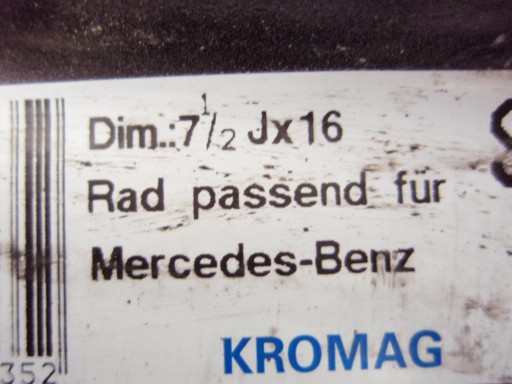 Dim.:7 1/2 Jx16
Rad passend für
Mercedes-Benz
KROMAG
352